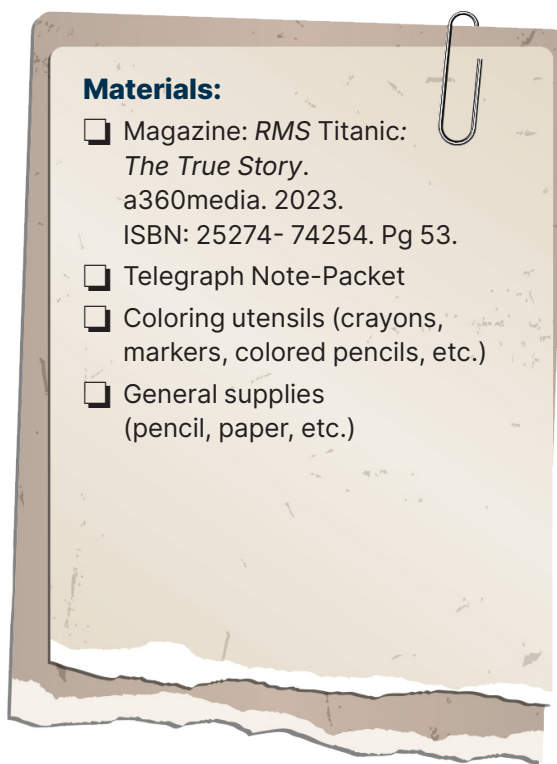 Materials:
Magazine: RMS Titanic:
The True Story.
a360media. 2023.
ISBN: 25274- 74254. Pg 53.
Telegraph Note-Packet
Coloring utensils (crayons,
markers, colored pencils, etc.)
General supplies
(pencil, paper, etc.)